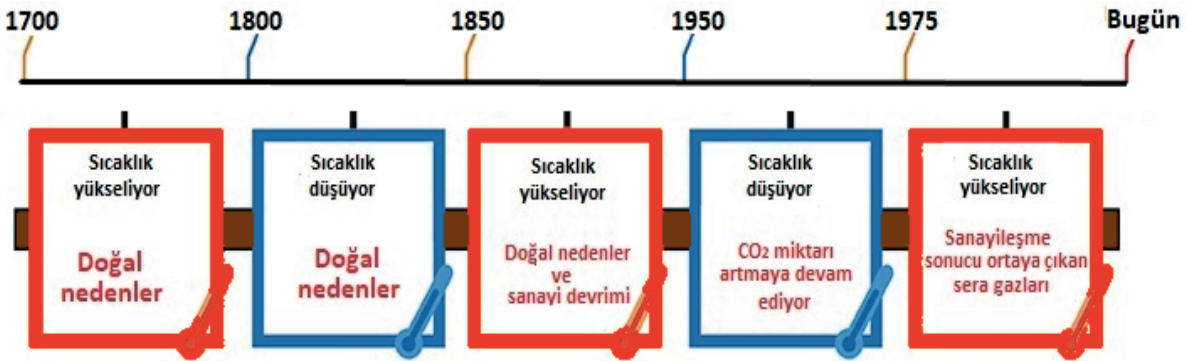 1700
1800
1850
1950
1975
Bugün
Sıcaklık
yükseliyor
Doğal
nedenler
Sıcaklık
düşüyor
Doğal
nedenler
Sıcaklık
yükseliyor
Doğal nedenler
ve
sanayi devrimi
Sıcaklık
düşüyor
CO₂ miktarı
artmaya devam
ediyor
Sıcaklık
yükseliyor
Sanayileşme
sonucu ortaya çıkan
sera gazları